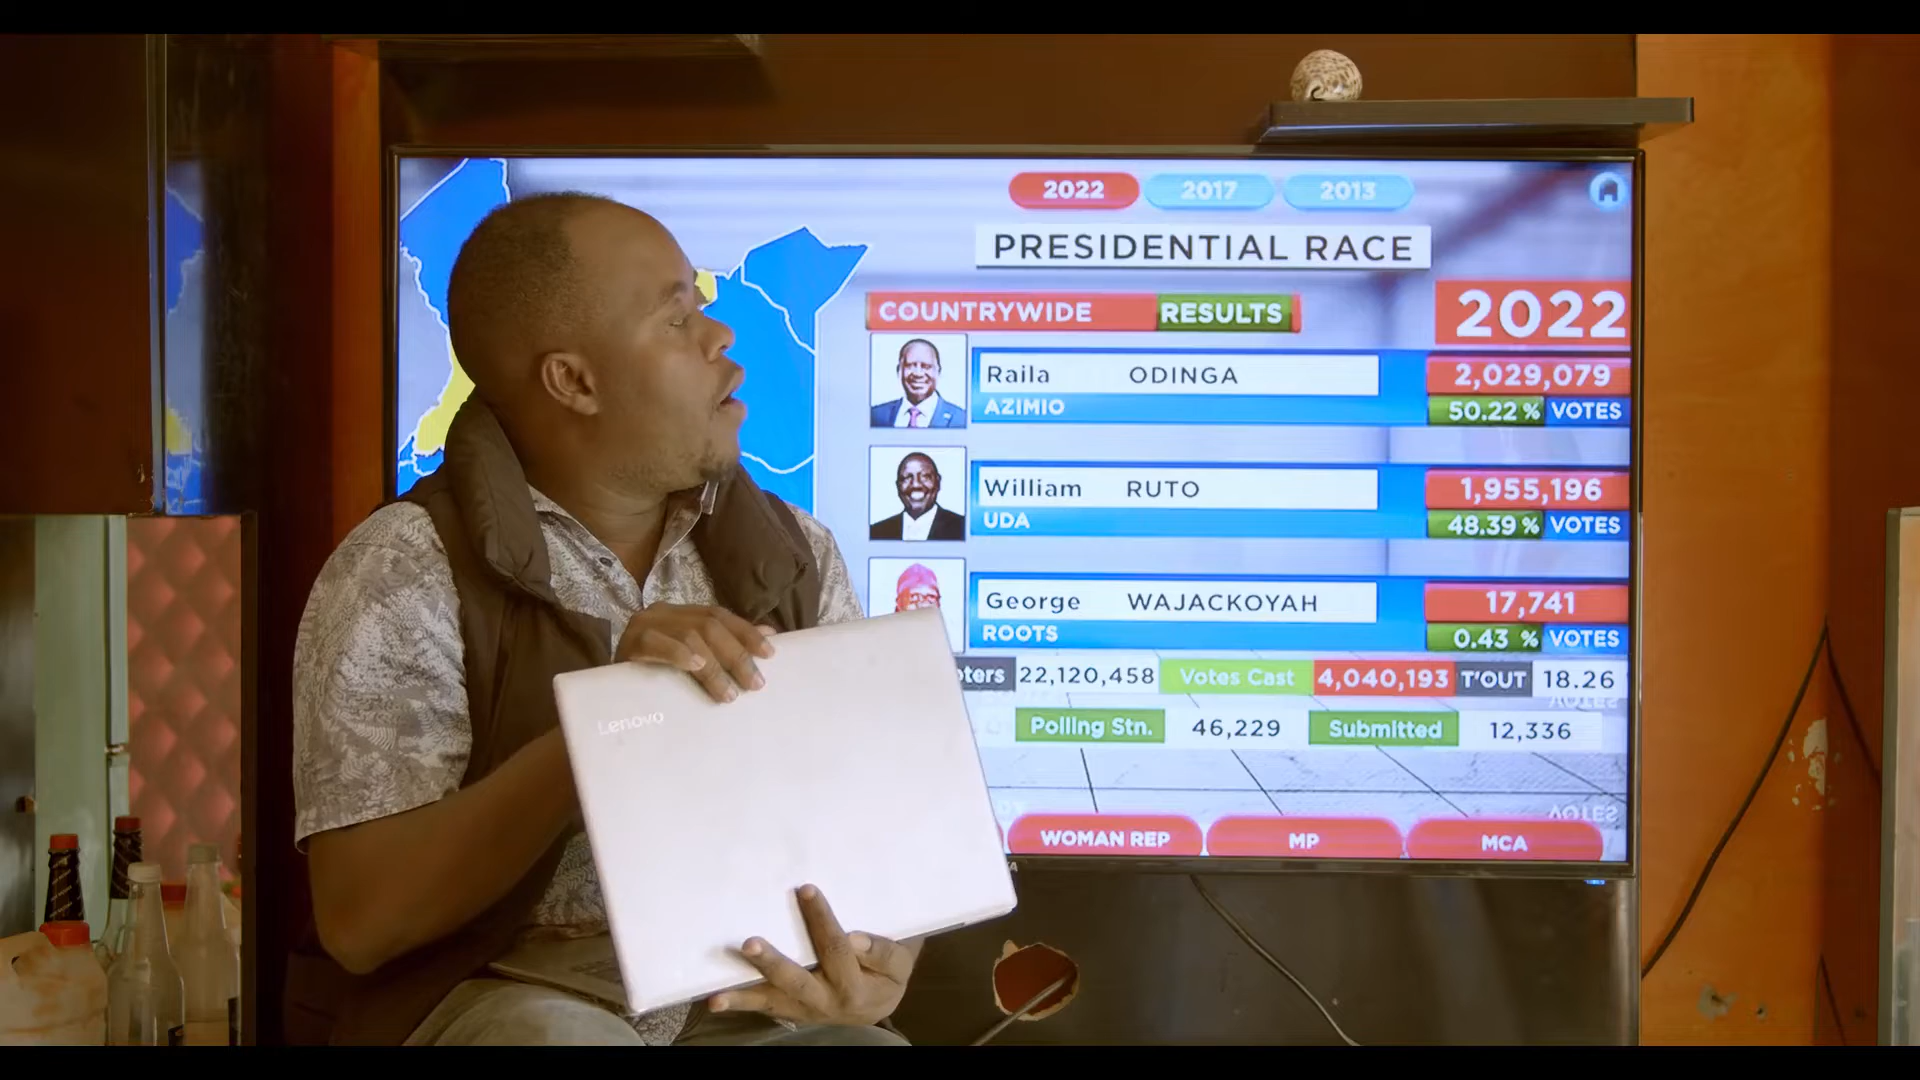 2022 2017 2013
PRESIDENTIAL RACE
COUNTRYWIDE RESULTS
2022
Raila ODINGA
2,029,079
AZIMIO
50.22 % VOTES
William RUTO
1,955,196
UDA
48.39 % VOTES
George WAJACKOYAH
17,741
ROOTS
0.43 % VOTES
22,120,458 Votes Cast 4,040,193 T'OUT 18.26
Polling Stn. 46,229 Submitted 12,336
VOTES
VOTES
WOMAN REP MP MCA
Lenovo